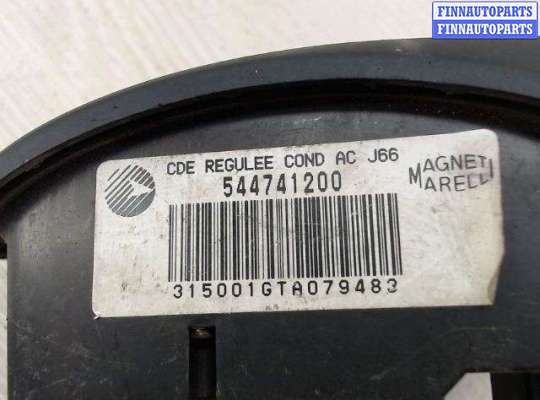 FINNAUTOPARTS
FINNAUTOPARTS
CDE REGULEE COND AC J66
544741200
MAGNETI
MARELLI
315001GTA079483